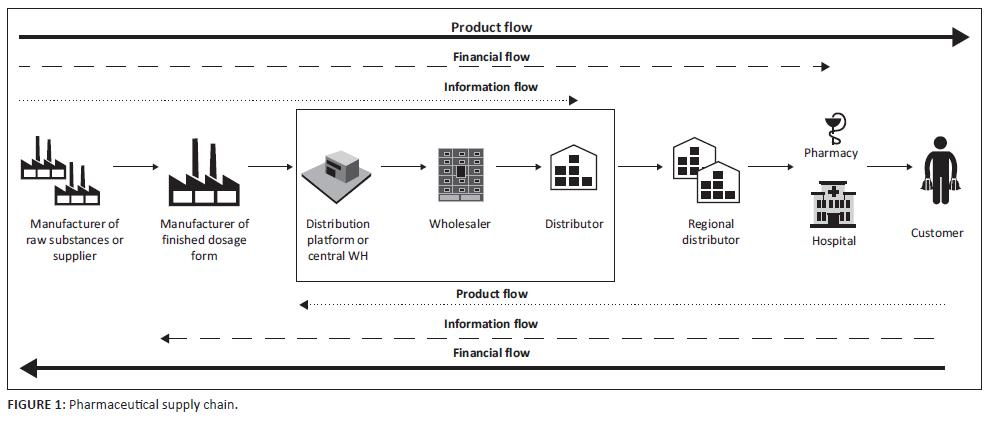 Product flow
Financial flow
Information flow
Manufacturer of
raw substances or
supplier
Manufacturer of
finished dosage
form
Distribution
platform or
central WH
Wholesaler
Distributor
Regional
distributor
Pharmacy
Hospital
Customer
Product flow
Information flow
Financial flow
FIGURE 1: Pharmaceutical supply chain.